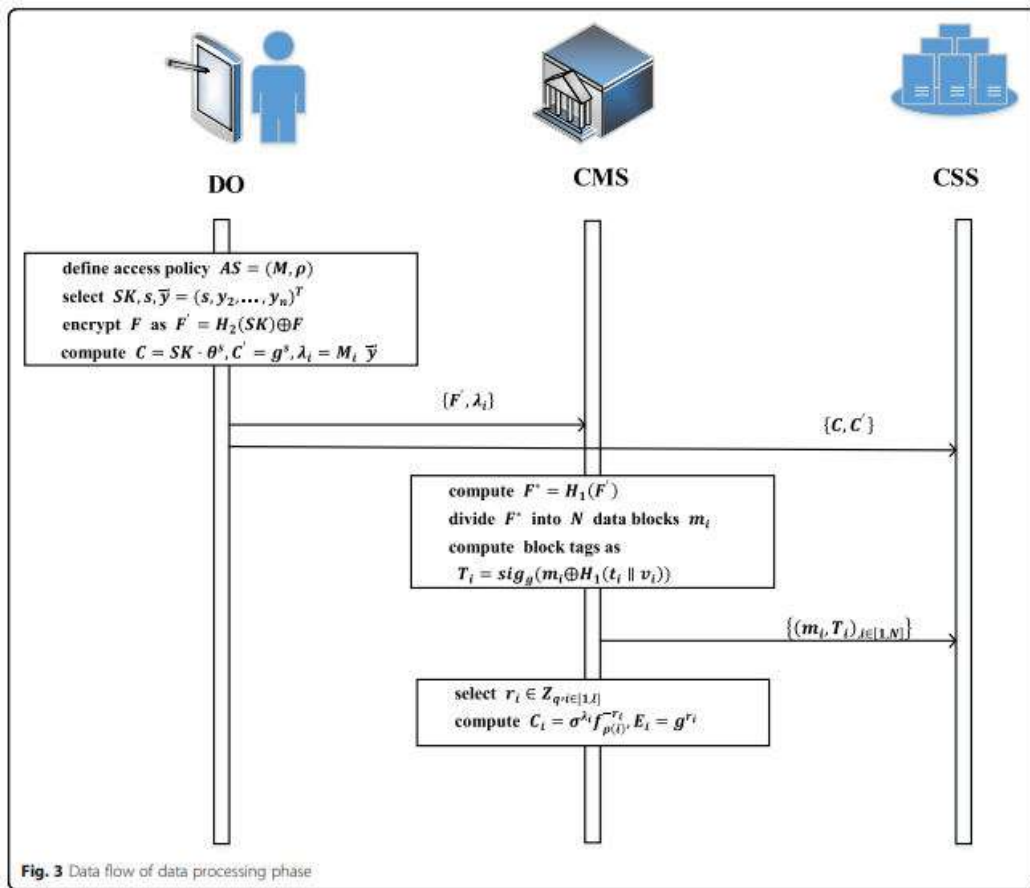 DO
CMS
CSS
define access policy AS = (M, ρ)
select SK, s, y⃗ = (s, y₂, …, yₙ)ᵀ
encrypt F as F′ = H₂(SK)⊕F
compute C = SK · θˢ, C′ = gˢ, λᵢ = Mᵢ y⃗
{F′, λᵢ}
{C, C′}
compute F* = H₁(F′)
divide F* into N data blocks mᵢ
compute block tags as
Tᵢ = sig_g(mᵢ⊕H₁(tᵢ ∥ vᵢ))
{(mᵢ, Tᵢ),i∈[1,N]}
select rᵢ ∈ Z_q,i∈[1,l]
compute Cᵢ = σ^λᵢ f_ρ(i)^−rᵢ, Eᵢ = g^rᵢ
Fig. 3 Data flow of data processing phase